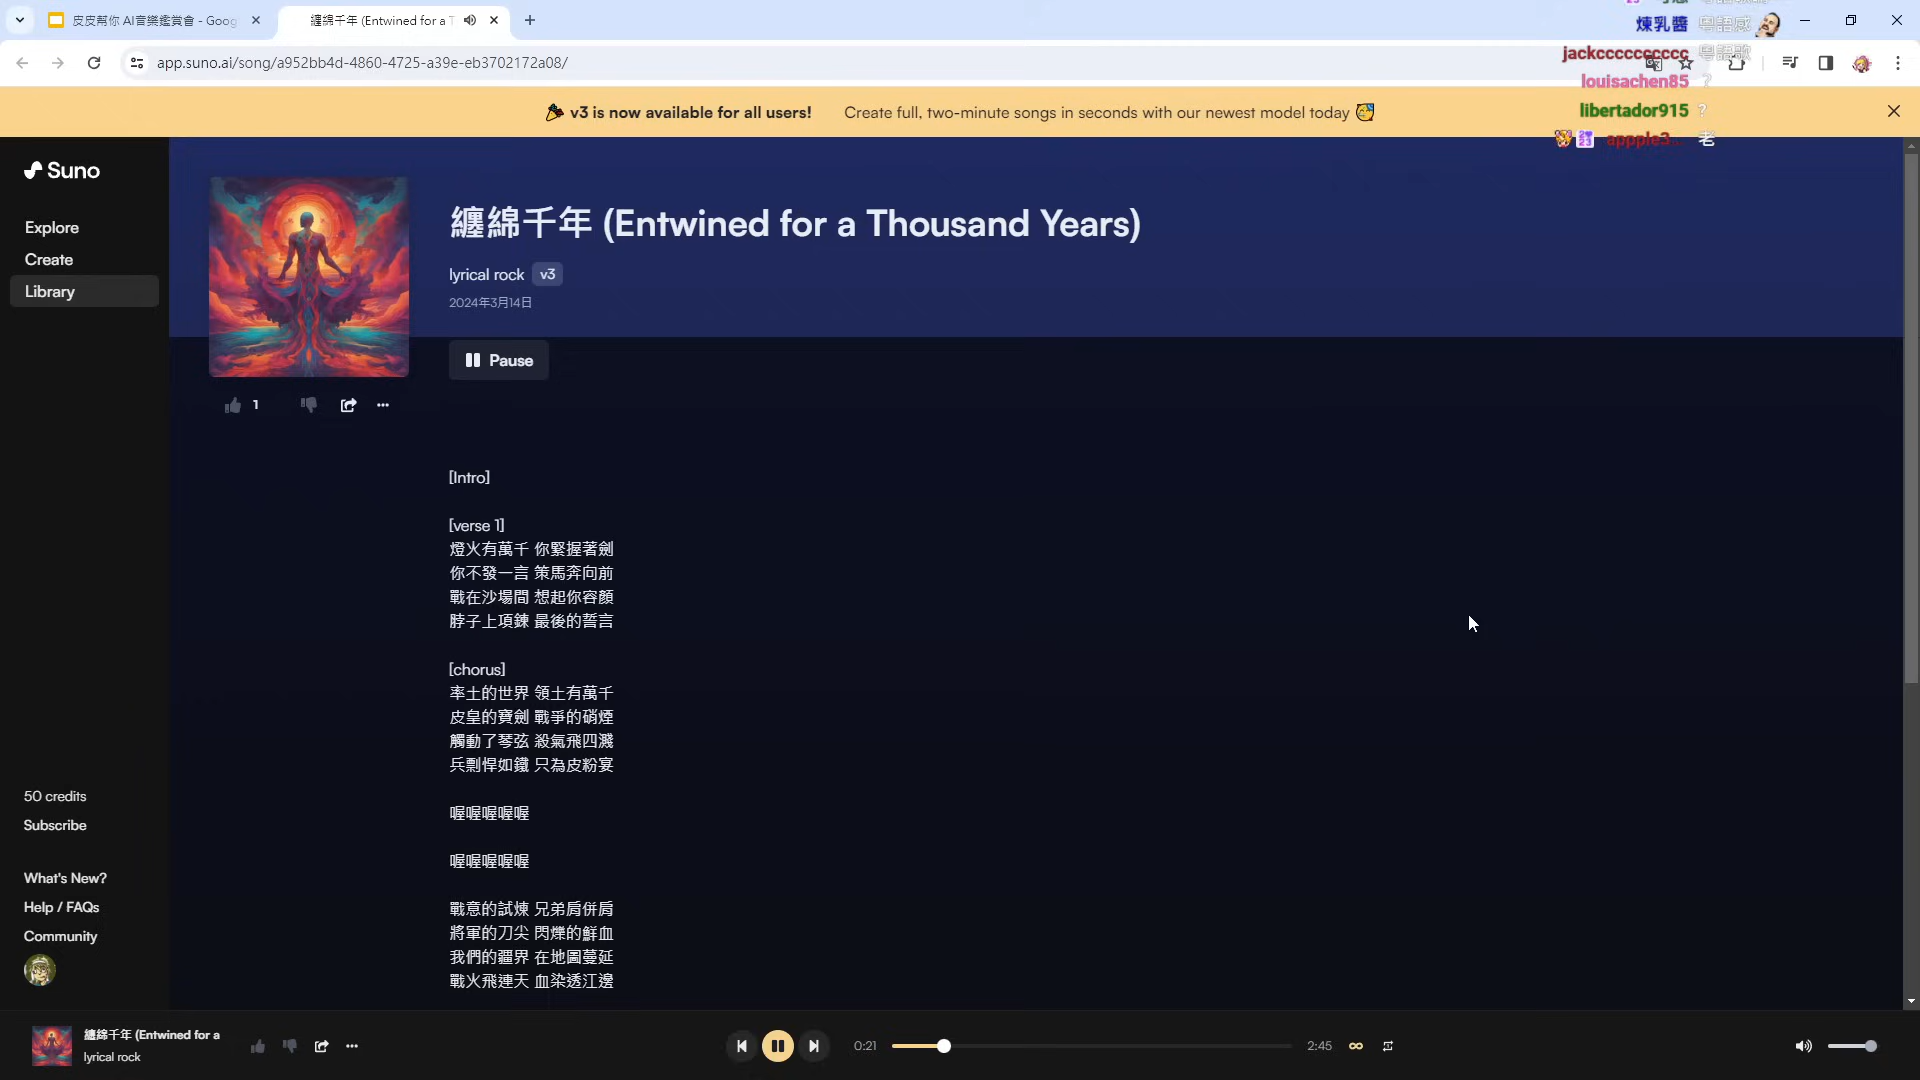 皮皮幫你 AI音樂鑑賞會 - Goog
纏綿千年 (Entwined for a T
app.suno.ai/song/a952bb4d-4860-4725-a39e-eb3702172a08/
煉乳醬 粵語感
jackcccccecccc 粵語歌
louisachen85 ?
libertador915 ?
appple3... 老
v3 is now available for all users! Create full, two-minute songs in seconds with our newest model today
Suno
Explore
Create
Library
纏綿千年 (Entwined for a Thousand Years)
lyrical rock v3
2024年3月14日
Pause
1
[Intro]
[verse 1]
燈火有萬千 你緊握著劍
你不發一言 策馬奔向前
戰在沙場間 想起你容顏
脖子上項鍊 最後的誓言
[chorus]
率土的世界 領土有萬千
皮皇的寶劍 戰爭的硝煙
觸動了琴弦 殺氣飛四濺
兵剽悍如鐵 只為皮粉宴
喔喔喔喔喔
喔喔喔喔喔
戰意的試煉 兄弟肩併肩
將軍的刀尖 閃爍的鮮血
我們的疆界 在地圖蔓延
戰火飛連天 血染透江邊
50 credits
Subscribe
What's New?
Help / FAQs
Community
纏綿千年 (Entwined for a
lyrical rock
0:21
2:45